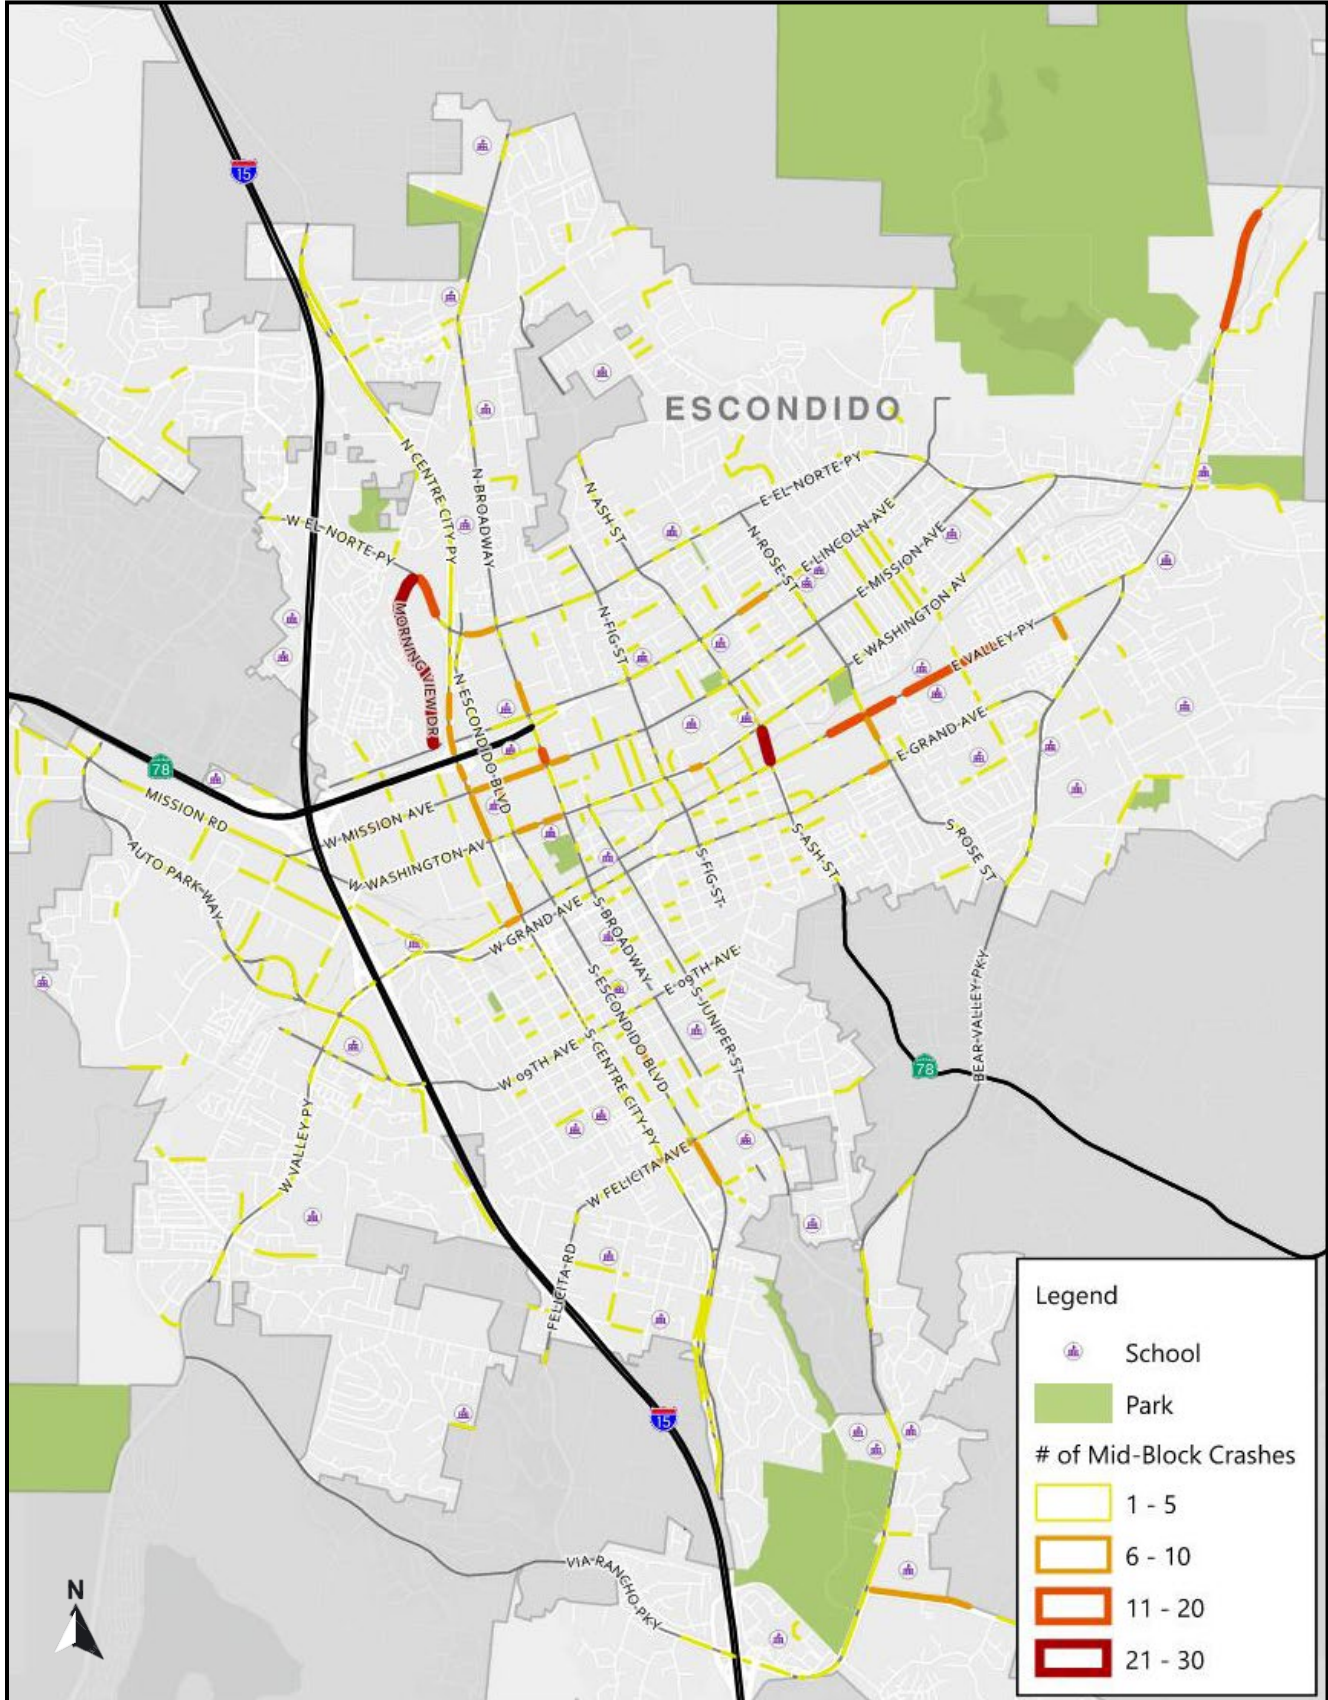 15
ESCONDIDO
N CENTRE CITY PY
N BROADWAY
N ASH ST
E EL NORTE PY
W EL NORTE PY
N ROSE ST
E LINCOLN AVE
E MISSION AVE
E WASHINGTON AV
N FIG ST
MORNING VIEW DR
E VALLEY PY
N ESCONDIDO BLVD
E GRAND AVE
78
MISSION RD
W MISSION AVE
AUTO PARK WAY
W WASHINGTON AV
S ASH ST
S ROSE ST
S FIG ST
W GRAND AVE
S BROADWAY
E 09TH AVE
S ESCONDIDO BLVD
S JUNIPER ST
BEAR VALLEY PKY
W 09TH AVE
S CENTRE CITY PY
78
W VALLEY PY
W FELICITA AVE
FELICITA RD
15
VIA RANCHO PKY
N
Legend
School
Park
# of Mid-Block Crashes
1 - 5
6 - 10
11 - 20
21 - 30